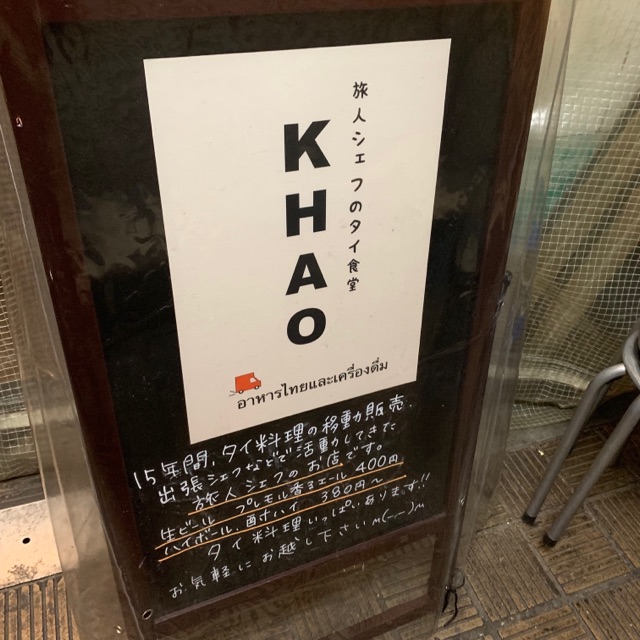 旅人シェフのタイ食堂
KHAO
อาหารไทยและเครื่องดื่ม
15年間、タイ料理の移動販売、
出張シェフなどで活動してきた
旅人シェフのお店です。
生ビール プレモル香るエール 400円
ハイボール、酎ハイ 380円〜
タイ料理いっぱいあります!!
お気軽にお越し下さいm(__)m